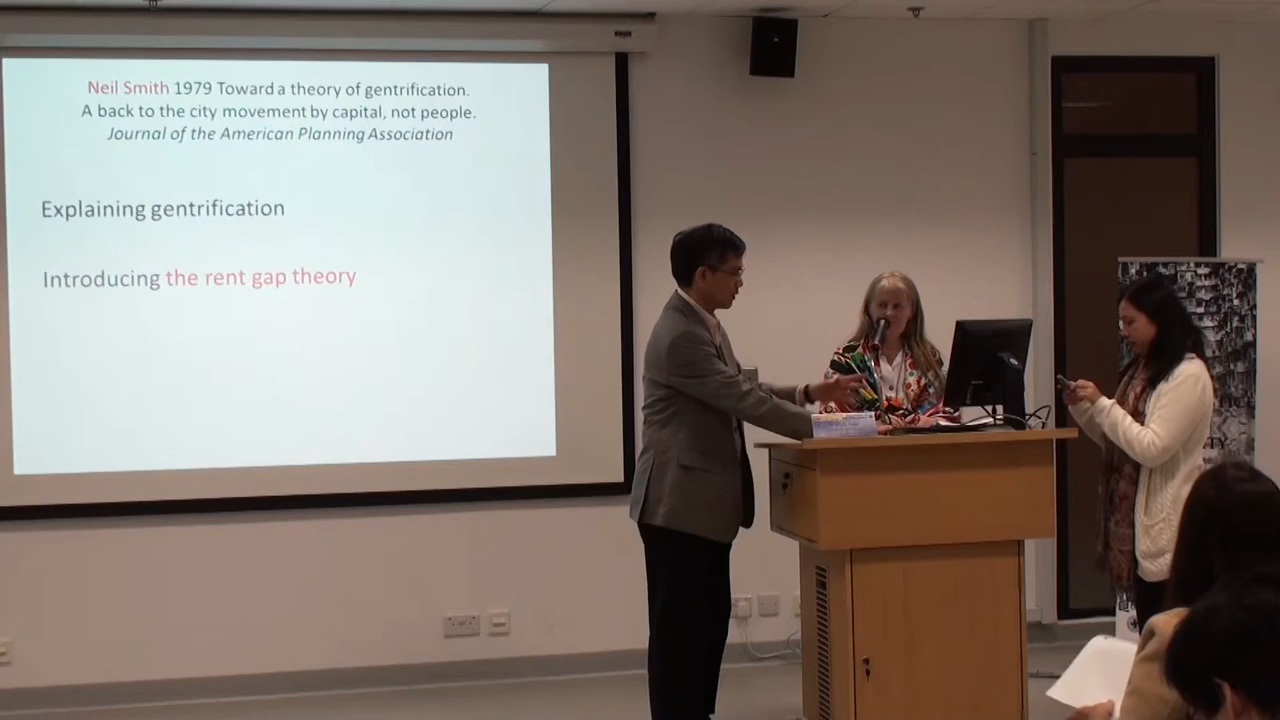 Neil Smith 1979 Toward a theory of gentrification.
A back to the city movement by capital, not people.
Journal of the American Planning Association
Explaining gentrification
Introducing the rent gap theory